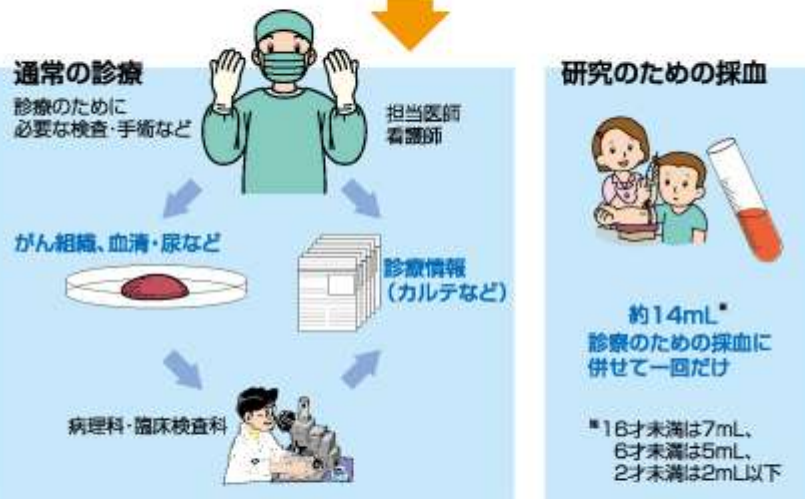 通常の診療
診療のために
必要な検査・手術など
担当医師
看護師
がん組織、血清・尿など
診療情報
（カルテなど）
病理科・臨床検査科
研究のための採血
約14mL*
診察のための採血に
併せて一回だけ
*16才未満は7mL、
6才未満は5mL、
2才未満は2mL以下